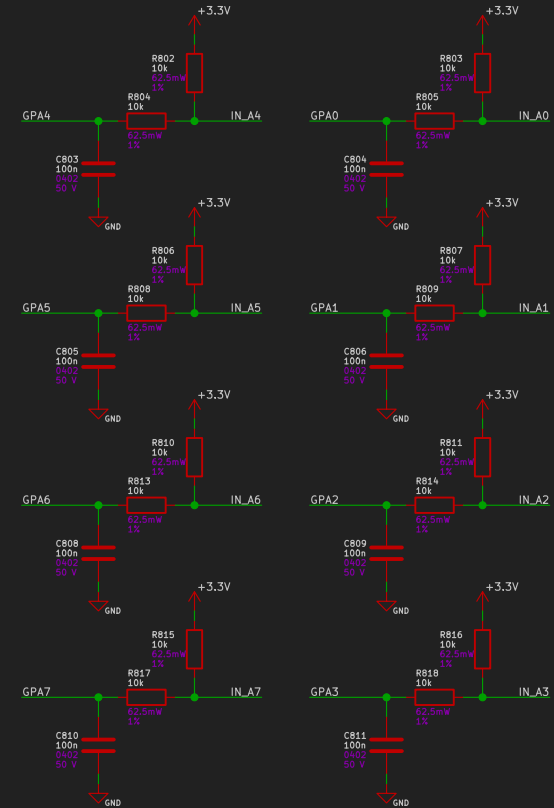 +3.3V
R802
10k
62.5mW
1%
R804
10k
GPA4
IN_A4
62.5mW
1%
C803
100n
0402
50 V
GND
+3.3V
R803
10k
62.5mW
1%
R805
10k
GPA0
IN_A0
62.5mW
1%
C804
100n
0402
50 V
GND
+3.3V
R806
10k
62.5mW
1%
R808
10k
GPA5
IN_A5
62.5mW
1%
C805
100n
0402
50 V
GND
+3.3V
R807
10k
62.5mW
1%
R809
10k
GPA1
IN_A1
62.5mW
1%
C806
100n
0402
50 V
GND
+3.3V
R810
10k
62.5mW
1%
R813
10k
GPA6
IN_A6
62.5mW
1%
C808
100n
0402
50 V
GND
+3.3V
R811
10k
62.5mW
1%
R814
10k
GPA2
IN_A2
62.5mW
1%
C809
100n
0402
50 V
GND
+3.3V
R815
10k
62.5mW
1%
R817
10k
GPA7
IN_A7
62.5mW
1%
C810
100n
0402
50 V
GND
+3.3V
R816
10k
62.5mW
1%
R818
10k
GPA3
IN_A3
62.5mW
1%
C811
100n
0402
50 V
GND